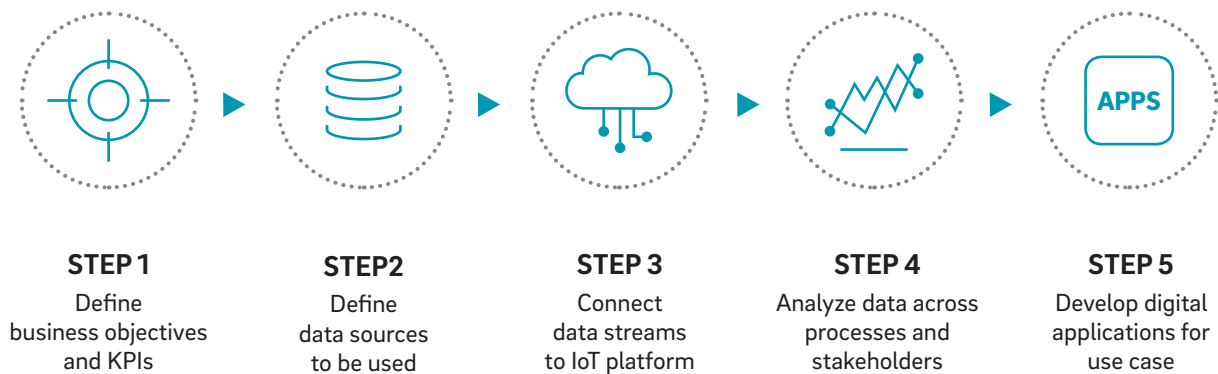 APPS
STEP 1
Define
business objectives
and KPIs
STEP2
Define
data sources
to be used
STEP 3
Connect
data streams
to IoT platform
STEP 4
Analyze data across
processes and
stakeholders
STEP 5
Develop digital
applications for
use case